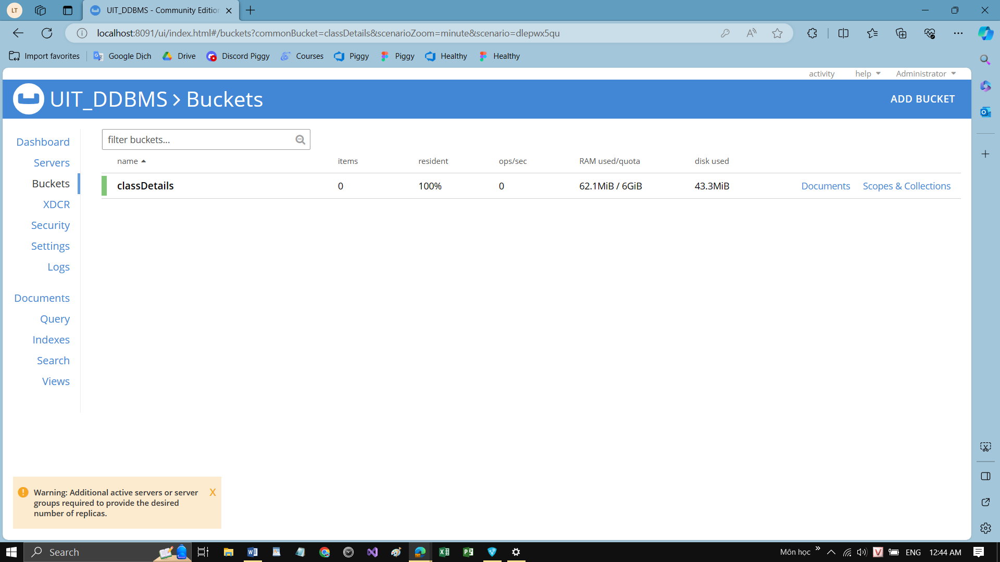 LT
UIT_DDBMS - Community Edition
localhost:8091/ui/index.html#/buckets?commonBucket=classDetails&scenarioZoom=minute&scenario=dlepwx5qu
Import favorites
Google Dịch
Drive
Discord Piggy
Courses
Piggy
Piggy
Healthy
Healthy
activity
help
Administrator
UIT_DDBMS > Buckets
ADD BUCKET
Dashboard
Servers
Buckets
XDCR
Security
Settings
Logs
Documents
Query
Indexes
Search
Views
filter buckets...
name items resident ops/sec RAM used/quota disk used
classDetails 0 100% 0 62.1MiB / 6GiB 43.3MiB Documents Scopes & Collections
Warning: Additional active servers or server
groups required to provide the desired
number of replicas.
X
Search
Môn học
ENG
12:44 AM